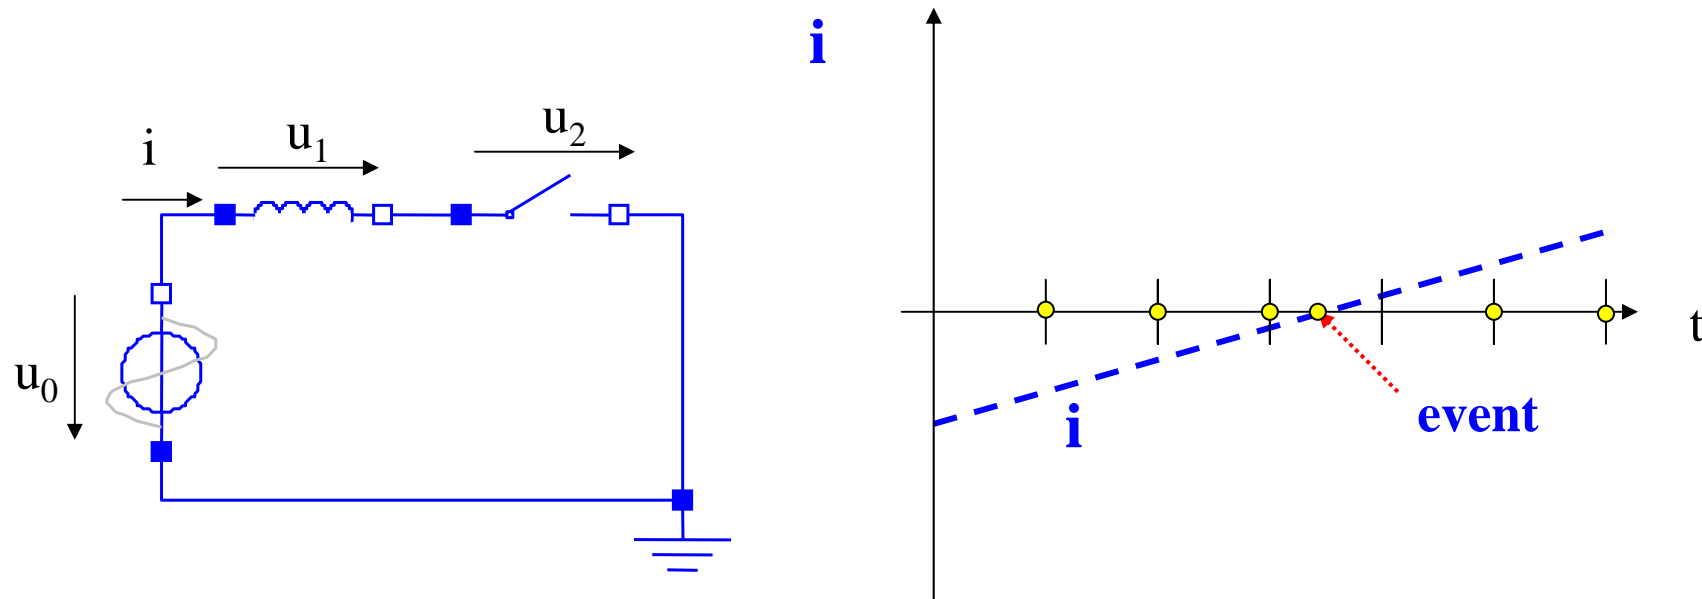 i
u₁
u₂
u₀
i
i
event
t